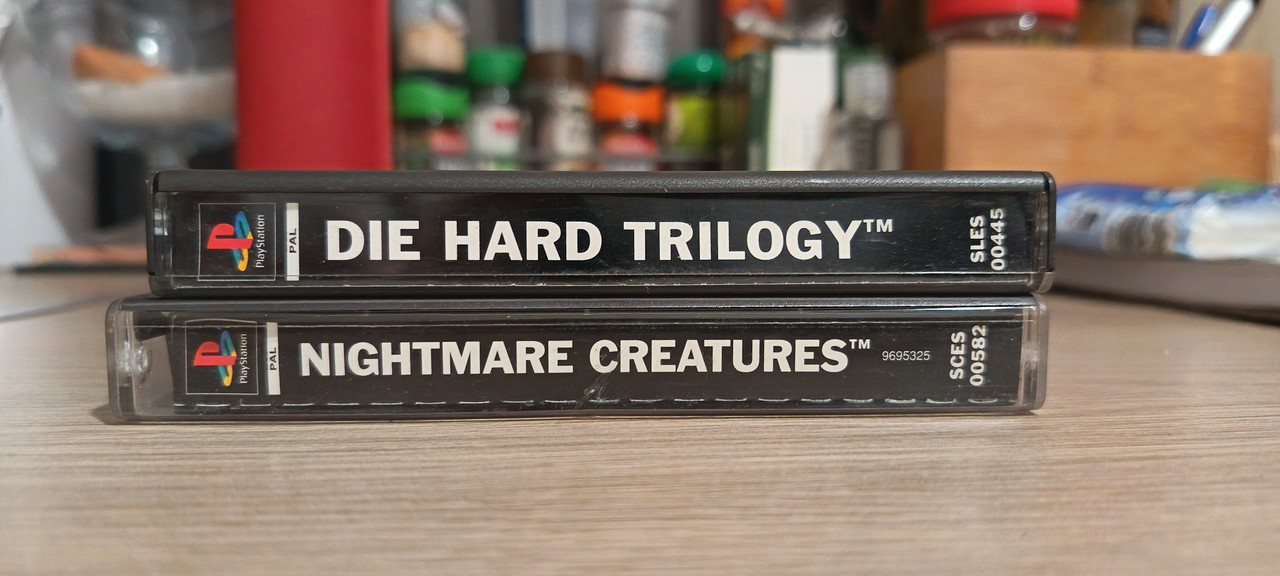 PlayStation
PAL
DIE HARD TRILOGY™
SLES
00445
PlayStation
PAL
NIGHTMARE CREATURES™
9695325
SCES
00582